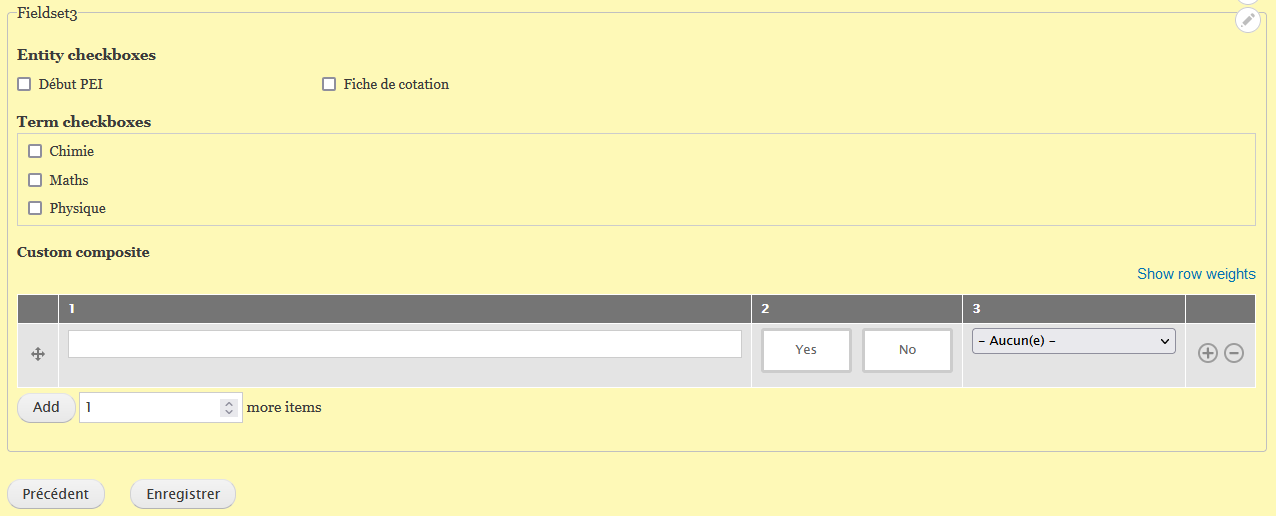 Fieldset3
Entity checkboxes
Début PEI Fiche de cotation
Term checkboxes
Chimie
Maths
Physique
Custom composite
Show row weights
1 2 3
Yes No - Aucun(e) -
Add 1 more items
Précédent Enregistrer